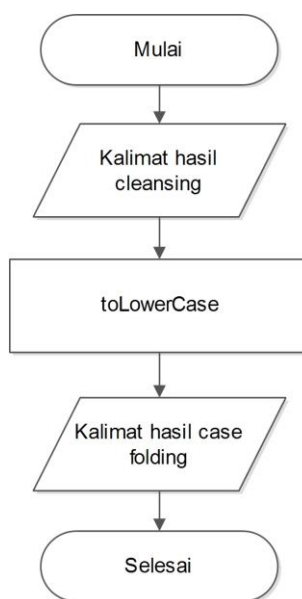 Mulai
Kalimat hasil
cleansing
toLowerCase
Kalimat hasil case
folding
Selesai